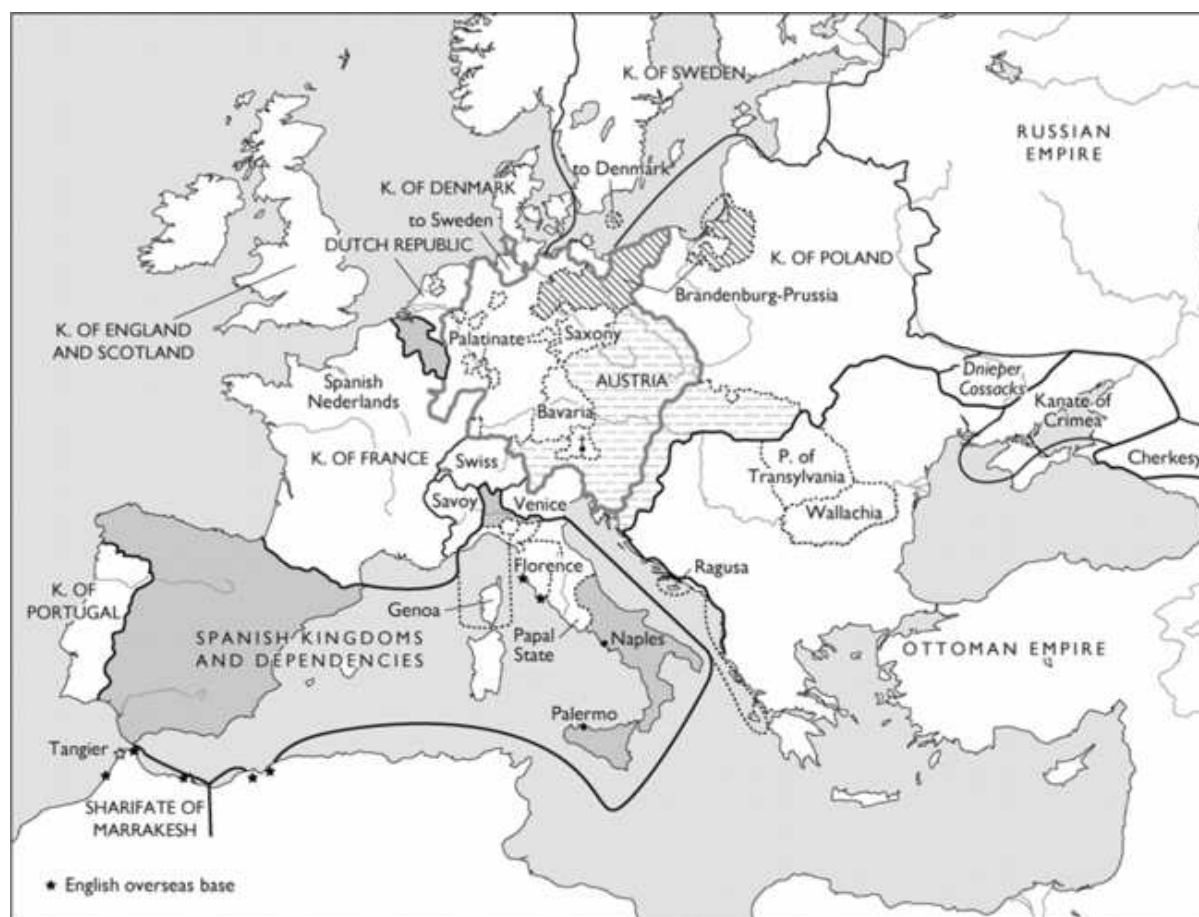 K. OF SWEDEN
RUSSIAN
EMPIRE
to Denmark
K. OF DENMARK
to Sweden
DUTCH REPUBLIC
K. OF POLAND
Brandenburg-Prussia
K. OF ENGLAND
AND SCOTLAND
Palatinate
Saxony
Spanish
Nederlands
AUSTRIA
Dnieper
Cossacks
Kanate of
Crimea
Bavaria
K. OF FRANCE
Swiss
P. of
Transylvania
Cherkesy
Savoy
Venice
Wallachia
Florence
Ragusa
K. OF
PORTUGAL
Genoa
SPANISH KINGDOMS
AND DEPENDENCIES
Papal
State
Naples
OTTOMAN EMPIRE
Palermo
Tangier
SHARIFATE OF
MARRAKESH
★ English overseas base